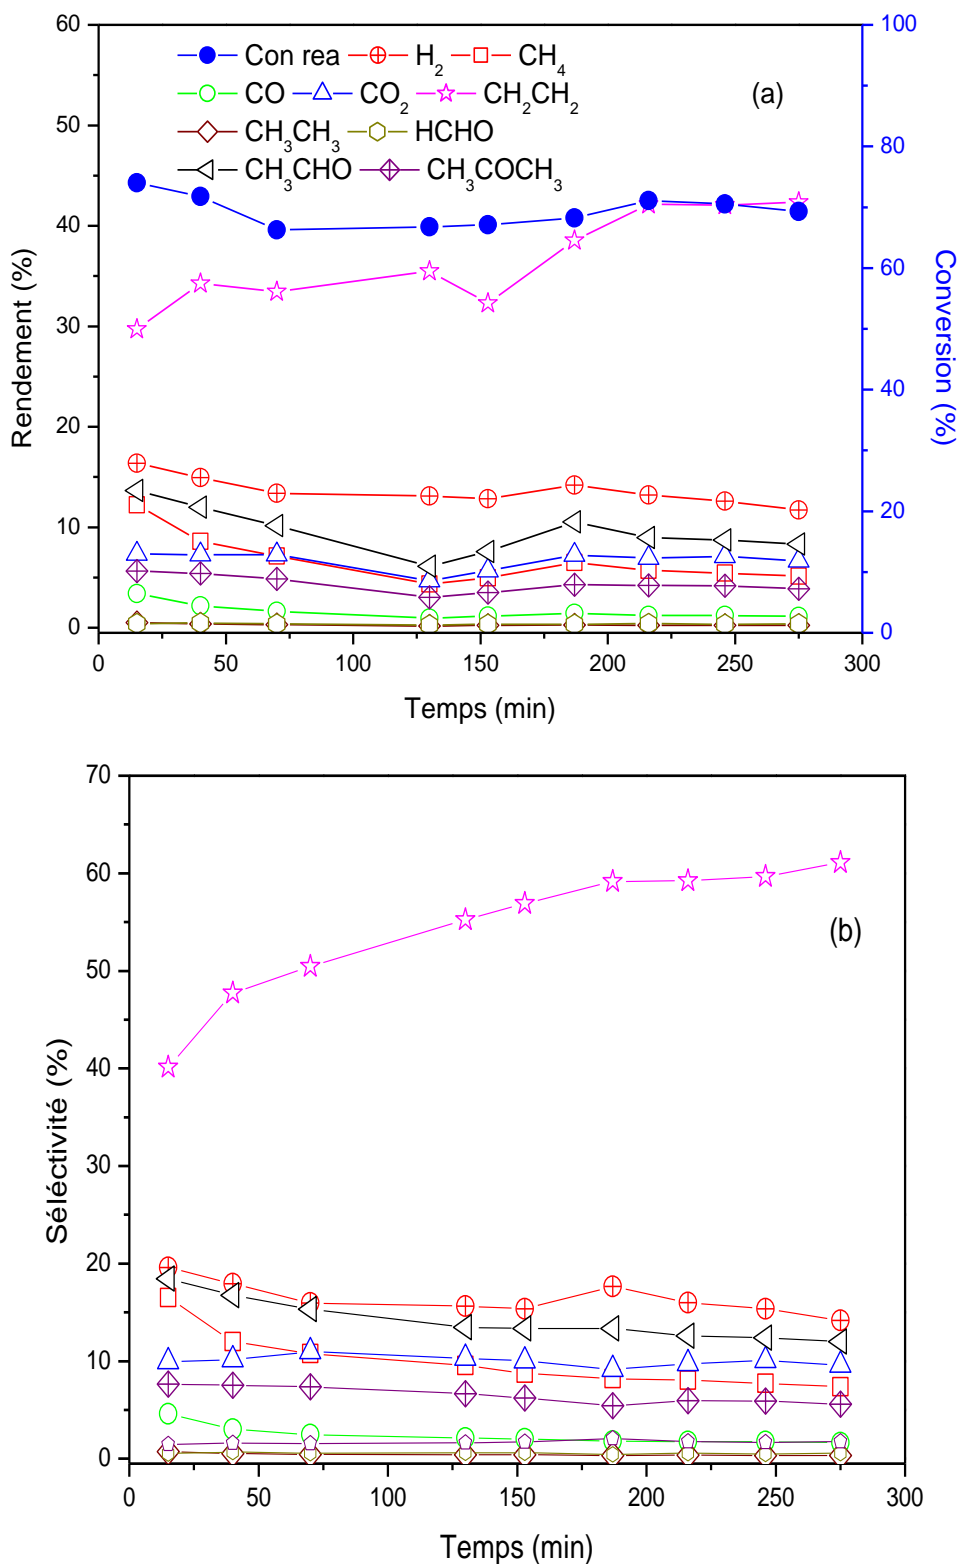 60
100
Con rea H2 CH4
CO CO2 CH2CH2
(a)
CH3CH3 HCHO
CH3CHO CH3COCH3
50
80
40
60
30
40
20
20
10
0
0
0 50 100 150 200 250 300
Rendement (%)
Conversion (%)
Temps (min)
70
60
(b)
50
40
30
20
10
0
0 50 100 150 200 250 300
Séléctivité (%)
Temps (min)